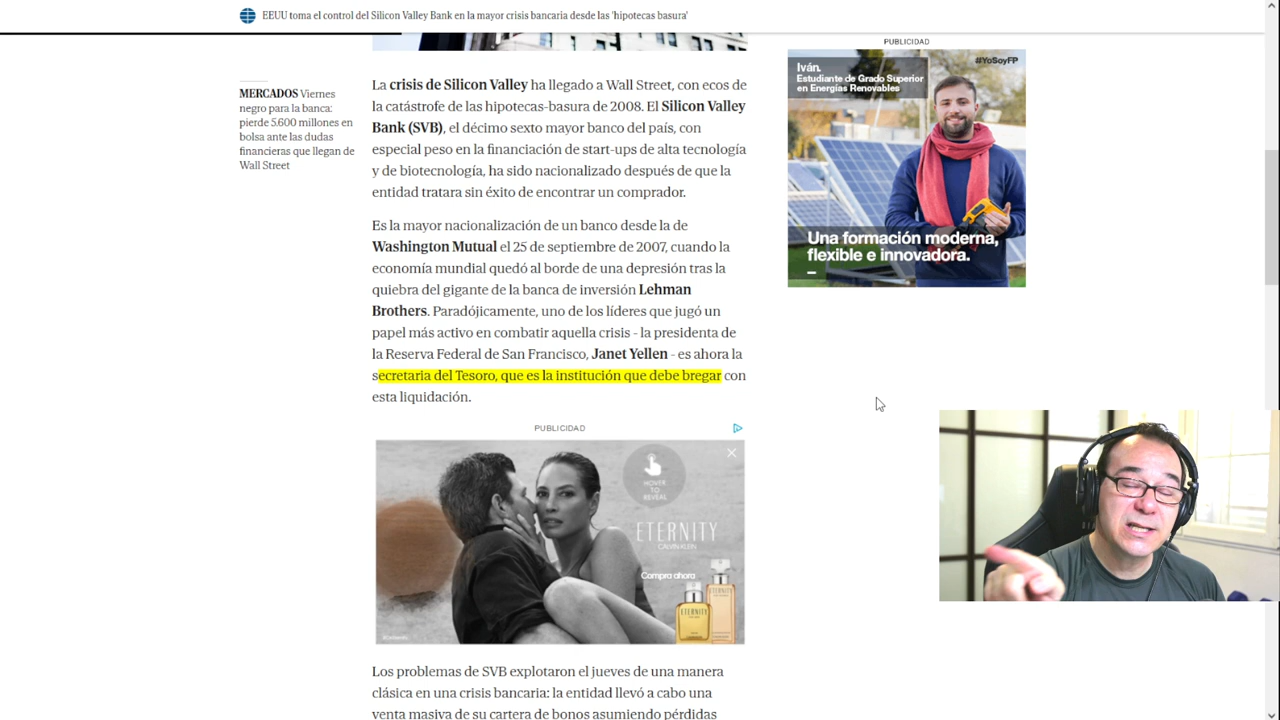 EEUU toma el control del Silicon Valley Bank en la mayor crisis bancaria desde las 'hipotecas basura'
MERCADOS Viernes
negro para la banca:
pierde 5.600 millones en
bolsa ante las dudas
financieras que llegan de
Wall Street
La crisis de Silicon Valley ha llegado a Wall Street, con ecos de
la catástrofe de las hipotecas-basura de 2008. El Silicon Valley
Bank (SVB), el décimo sexto mayor banco del país, con
especial peso en la financiación de start-ups de alta tecnología
y de biotecnología, ha sido nacionalizado después de que la
entidad tratara sin éxito de encontrar un comprador.
Es la mayor nacionalización de un banco desde la de
Washington Mutual el 25 de septiembre de 2007, cuando la
economía mundial quedó al borde de una depresión tras la
quiebra del gigante de la banca de inversión Lehman
Brothers. Paradójicamente, uno de los líderes que jugó un
papel más activo en combatir aquella crisis - la presidenta de
la Reserva Federal de San Francisco, Janet Yellen - es ahora la
secretaria del Tesoro, que es la institución que debe bregar con
esta liquidación.
PUBLICIDAD
HOVER
TO
REVEAL
ETERNITY
CALVIN KLEIN
Compra ahora
ETERNITY
Los problemas de SVB explotaron el jueves de una manera
clásica en una crisis bancaria: la entidad llevó a cabo una
venta masiva de su cartera de bonos asumiendo pérdidas
PUBLICIDAD
Iván.
Estudiante de Grado Superior
en Energías Renovables
#YoSoyFP
Una formación moderna,
flexible e innovadora.